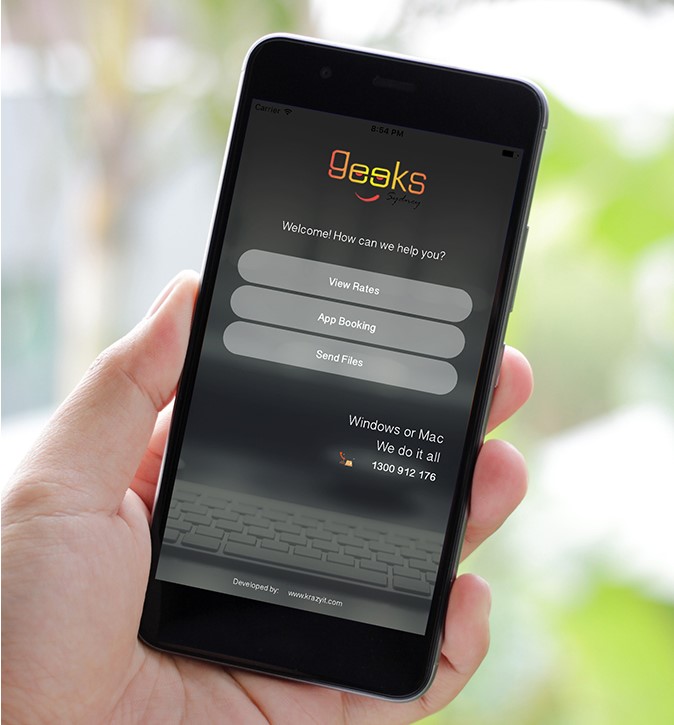 Carrier
8:54 PM
geeks
Sydney
Welcome! How can we help you?
View Rates
App Booking
Send Files
Windows or Mac
We do it all
1300 912 176
Developed by: www.krazyit.com